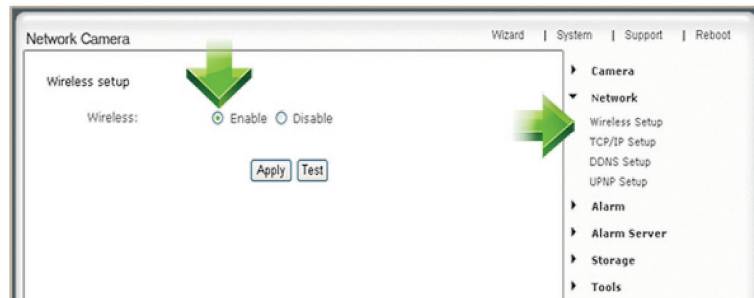 Network Camera
Wizard | System | Support | Reboot
Wireless setup
Wireless: Enable Disable
Apply Test
Camera
Network
Wireless Setup
TCP/IP Setup
DDNS Setup
UPNP Setup
Alarm
Alarm Server
Storage
Tools